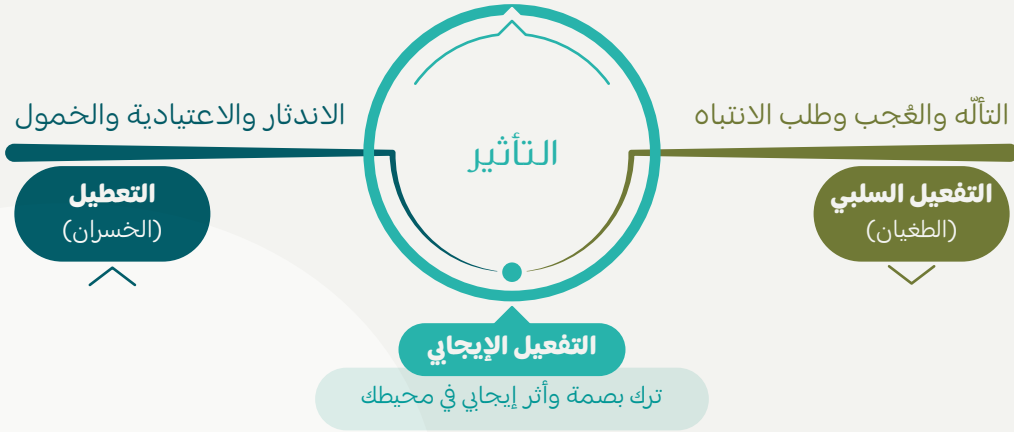 التألّه والعُجب وطلب الانتباه
التفعيل السلبي
(الطغيان)
التأثير
الاندثار والاعتيادية والخمول
التعطيل
(الخسران)
التفعيل الإيجابي
ترك بصمة وأثر إيجابي في محيطك